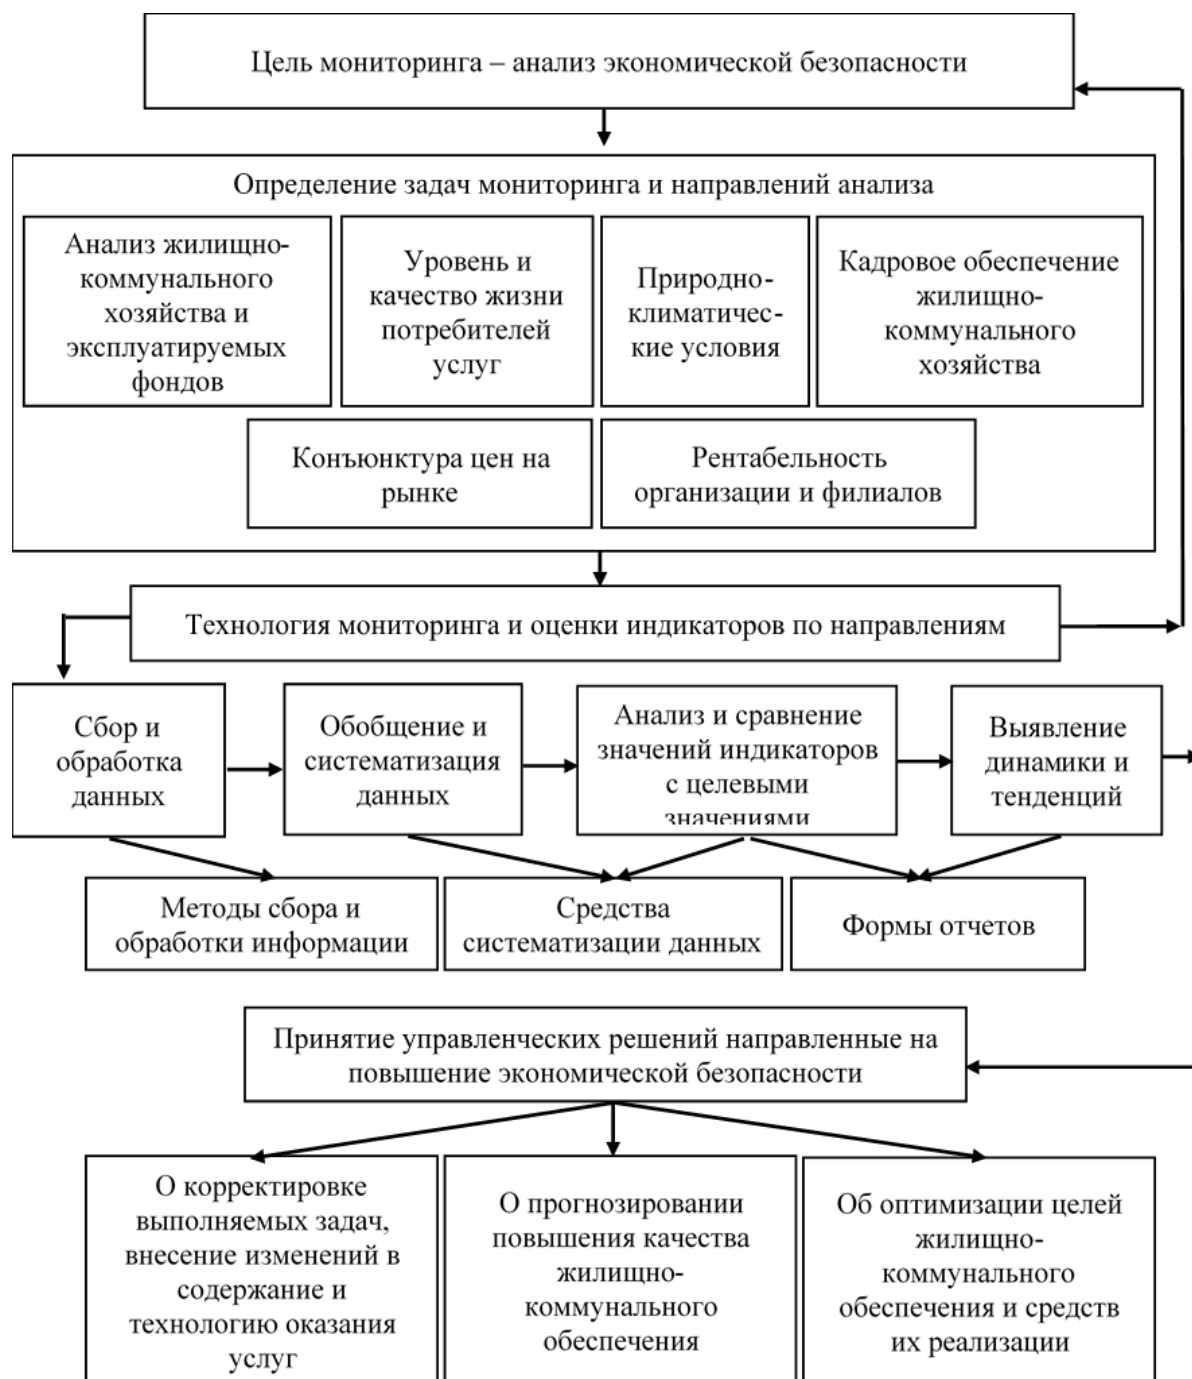 Цель мониторинга – анализ экономической безопасности
Определение задач мониторинга и направлений анализа
Анализ жилищно-
коммунального
хозяйства и
эксплуатируемых
фондов
Уровень и
качество жизни
потребителей
услуг
Природно-
климатичес-
кие условия
Кадровое обеспечение
жилищно-
коммунального
хозяйства
Конъюнктура цен на
рынке
Рентабельность
организации и филиалов
Технология мониторинга и оценки индикаторов по направлениям
Сбор и
обработка
данных
Обобщение и
систематизация
данных
Анализ и сравнение
значений индикаторов
с целевыми
значениями
Выявление
динамики и
тенденций
Методы сбора и
обработки информации
Средства
систематизации данных
Формы отчетов
Принятие управленческих решений направленные на
повышение экономической безопасности
О корректировке
выполняемых задач,
внесение изменений в
содержание и
технологию оказания
услуг
О прогнозировании
повышения качества
жилищно-
коммунального
обеспечения
Об оптимизации целей
жилищно-
коммунального
обеспечения и средств
их реализации